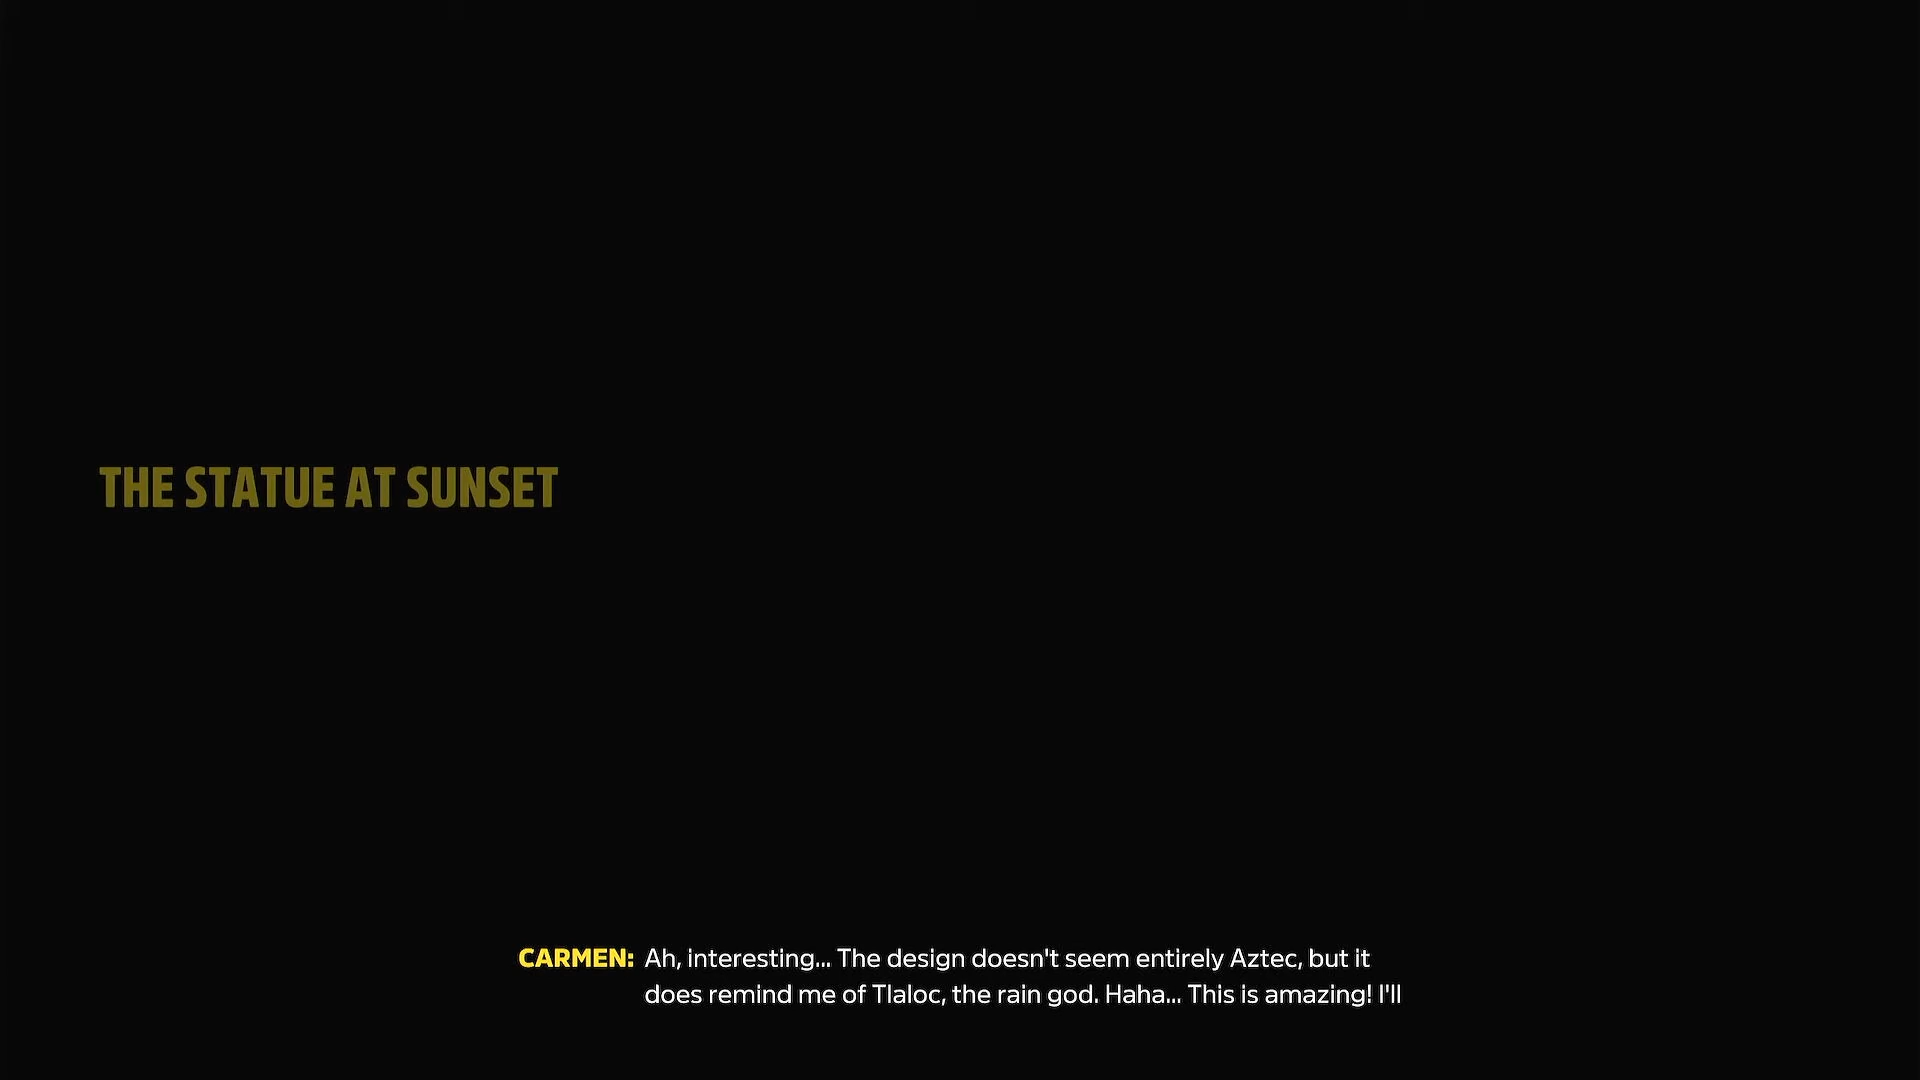 THE STATUE AT SUNSET
CARMEN: Ah, interesting... The design doesn't seem entirely Aztec, but it
does remind me of Tlaloc, the rain god. Haha... This is amazing! I'll